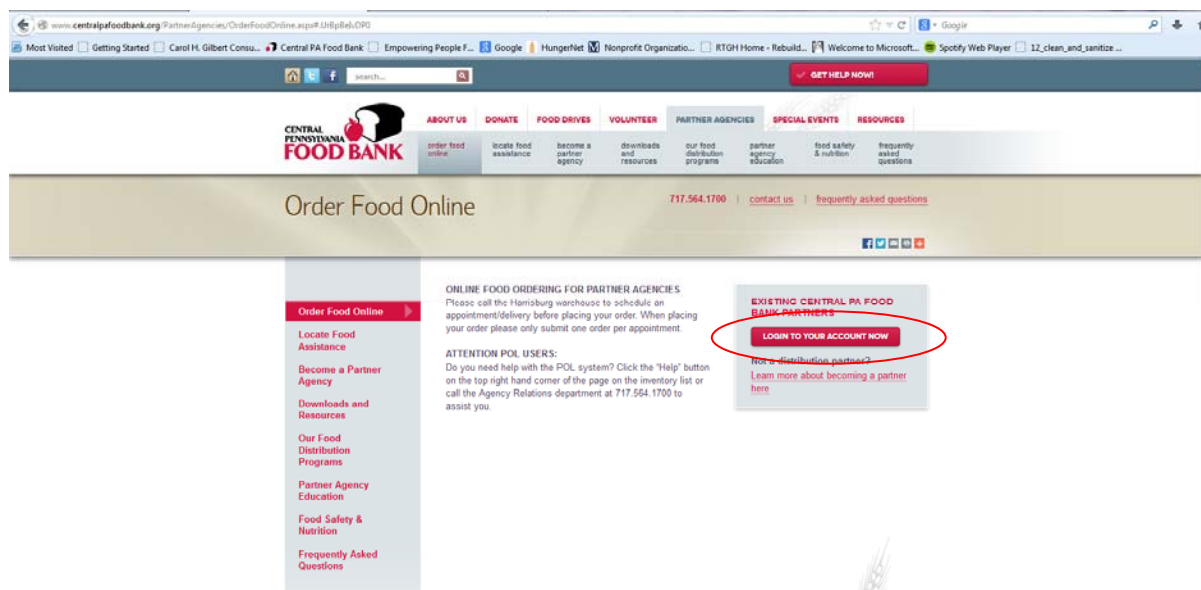 www.centralpafoodbank.org/PartnerAgencies/OrderFoodOnline.aspx#.UrBpBelvOP0
Google
Most Visited Getting Started Carol H. Gilbert Consu... Central PA Food Bank Empowering People F... Google HungerNet Nonprofit Organizatio... RTGH Home - Rebuild... Welcome to Microsoft... Spotify Web Player 12_clean_and_sanitize ...
search...
GET HELP NOW!
CENTRAL
PENNSYLVANIA
FOOD BANK
ABOUT US DONATE FOOD DRIVES VOLUNTEER PARTNER AGENCIES SPECIAL EVENTS RESOURCES
order food online
locate food assistance
become a partner agency
downloads and resources
our food distribution programs
partner agency education
food safety & nutrition
frequently asked questions
Order Food Online
717.564.1700 | contact us | frequently asked questions
Order Food Online
Locate Food
Assistance
Become a Partner
Agency
Downloads and
Resources
Our Food
Distribution
Programs
Partner Agency
Education
Food Safety &
Nutrition
Frequently Asked
Questions
ONLINE FOOD ORDERING FOR PARTNER AGENCIES
Please call the Harrisburg warehouse to schedule an
appointment/delivery before placing your order. When placing
your order please only submit one order per appointment.
ATTENTION POL USERS:
Do you need help with the POL system? Click the "Help" button
on the top right hand corner of the page on the inventory list or
call the Agency Relations department at 717.564.1700 to
assist you.
EXISTING CENTRAL PA FOOD
BANK PARTNERS
LOGIN TO YOUR ACCOUNT NOW
Not a distribution partner?
Learn more about becoming a partner
here